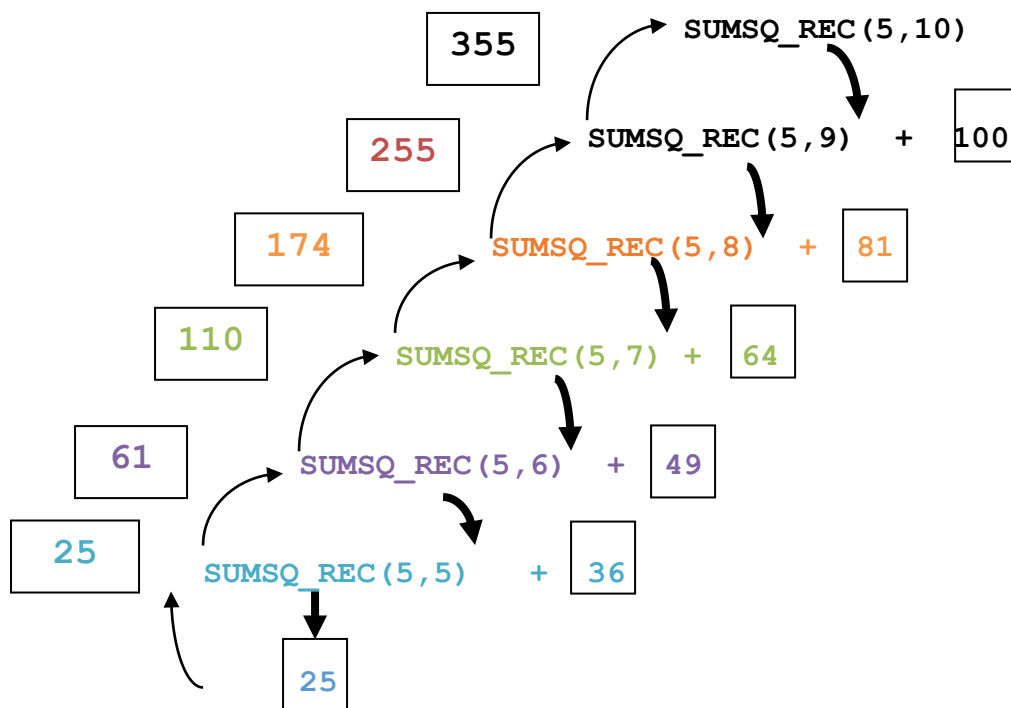 355 SUMSQ_REC(5,10)
255 SUMSQ_REC(5,9) + 100
174 SUMSQ_REC(5,8) + 81
110 SUMSQ_REC(5,7) + 64
61 SUMSQ_REC(5,6) + 49
25 SUMSQ_REC(5,5) + 36
25